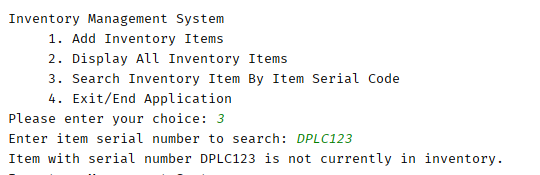 Inventory Management System
1. Add Inventory Items
2. Display All Inventory Items
3. Search Inventory Item By Item Serial Code
4. Exit/End Application
Please enter your choice: 3
Enter item serial number to search: DPLC123
Item with serial number DPLC123 is not currently in inventory.